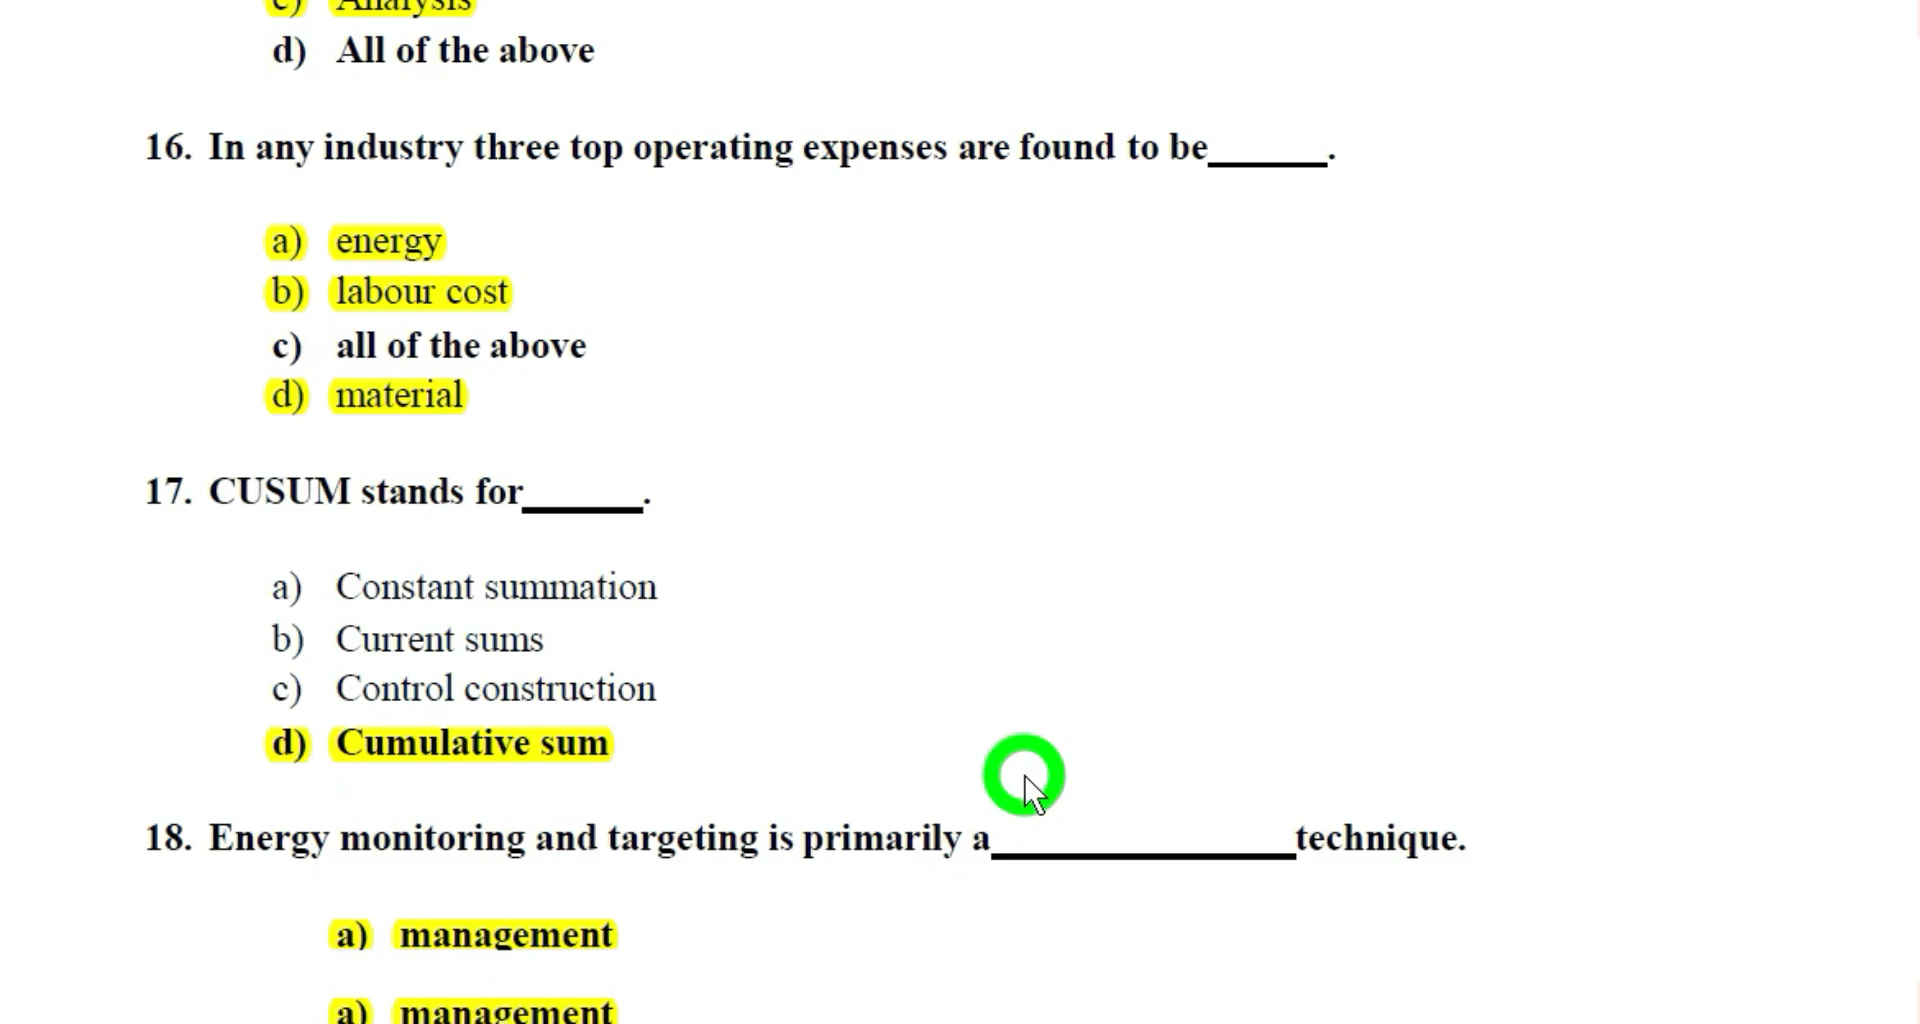 c) Analysis
d) All of the above
16. In any industry three top operating expenses are found to be______.
a) energy
b) labour cost
c) all of the above
d) material
17. CUSUM stands for______.
a) Constant summation
b) Current sums
c) Control construction
d) Cumulative sum
18. Energy monitoring and targeting is primarily a_______________technique.
a) management
a) management